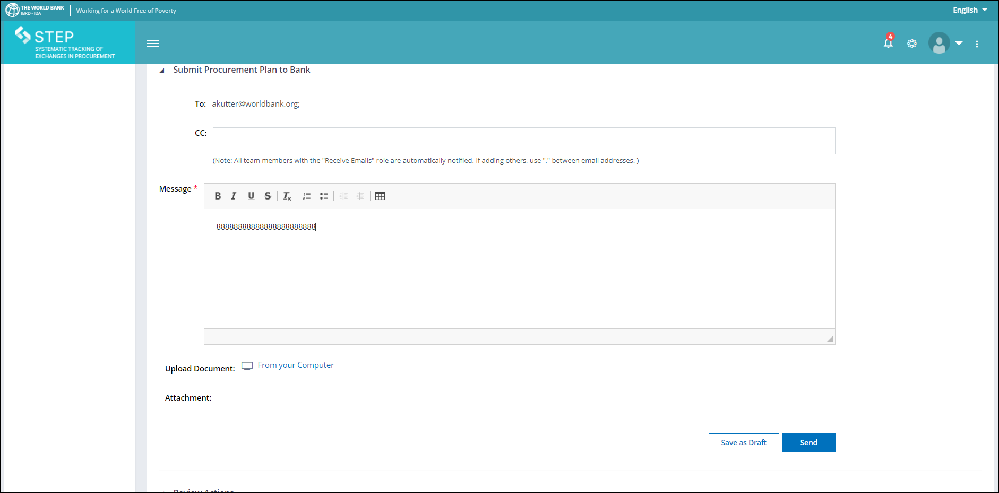 THE WORLD BANK
IBRD - IDA
Working for a World Free of Poverty
English
STEP
SYSTEMATIC TRACKING OF
EXCHANGES IN PROCUREMENT
4
Submit Procurement Plan to Bank
To: akutter@worldbank.org;
CC:
(Note: All team members with the "Receive Emails" role are automatically notified. If adding others, use "," between email addresses. )
Message *
B I U S Tx
88888888888888888888888
Upload Document: From your Computer
Attachment:
Save as Draft
Send
Review Actions